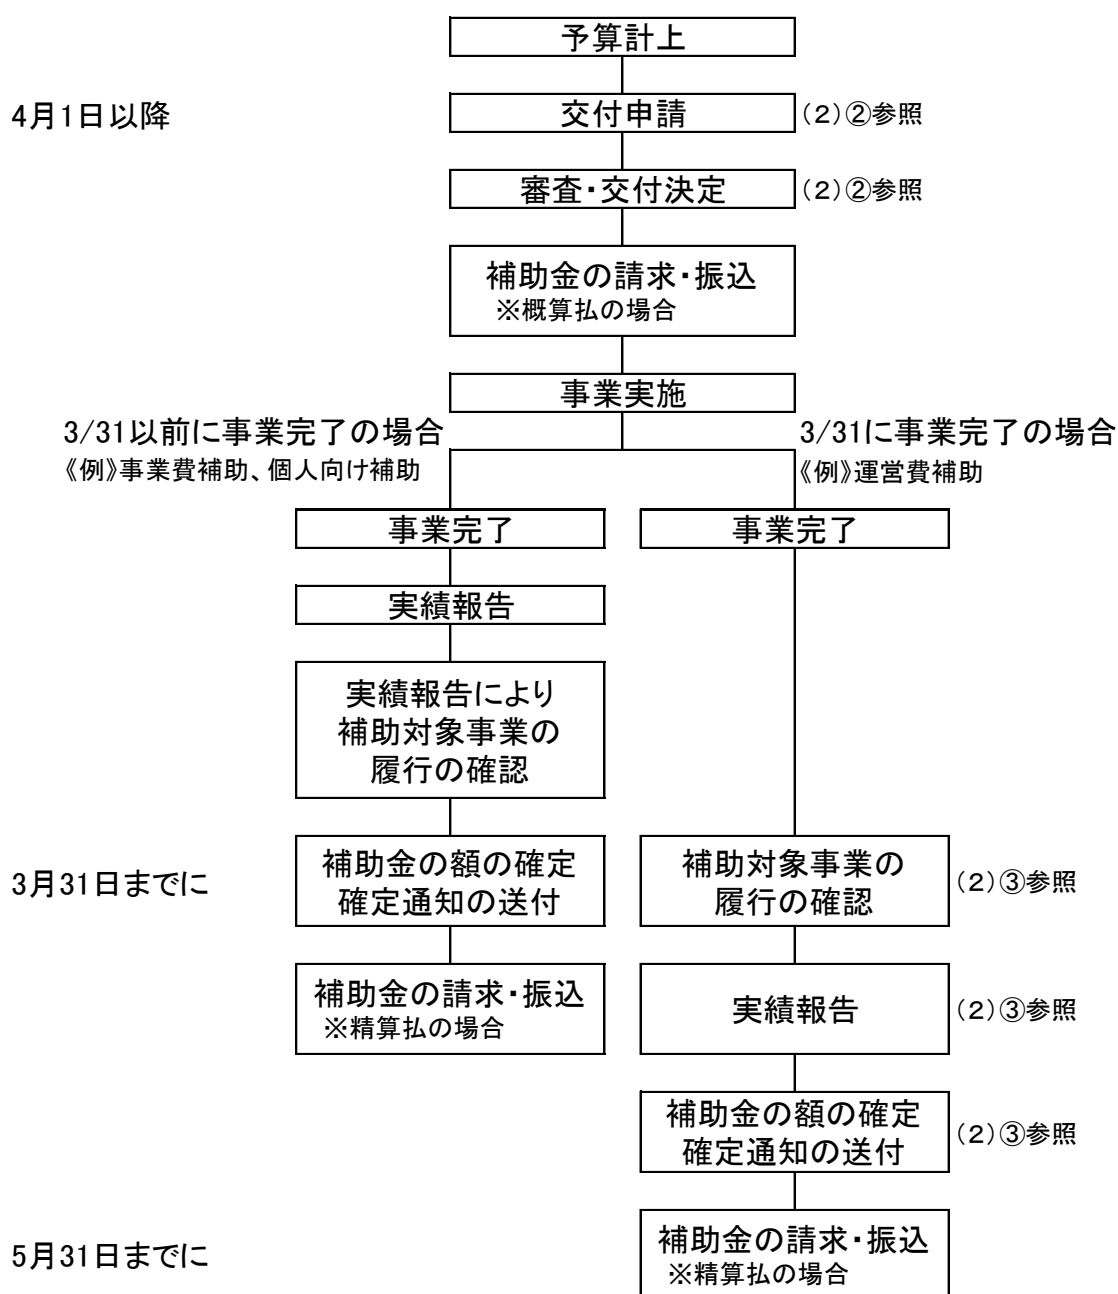 予算計上
4月1日以降
交付申請
(2)②参照
審査・交付決定
(2)②参照
補助金の請求・振込
※概算払の場合
事業実施
3/31以前に事業完了の場合
《例》事業費補助、個人向け補助
3/31に事業完了の場合
《例》運営費補助
事業完了
事業完了
実績報告
実績報告により
補助対象事業の
履行の確認
3月31日までに
補助金の額の確定
確定通知の送付
補助対象事業の
履行の確認
(2)③参照
補助金の請求・振込
※精算払の場合
実績報告
(2)③参照
補助金の額の確定
確定通知の送付
(2)③参照
5月31日までに
補助金の請求・振込
※精算払の場合